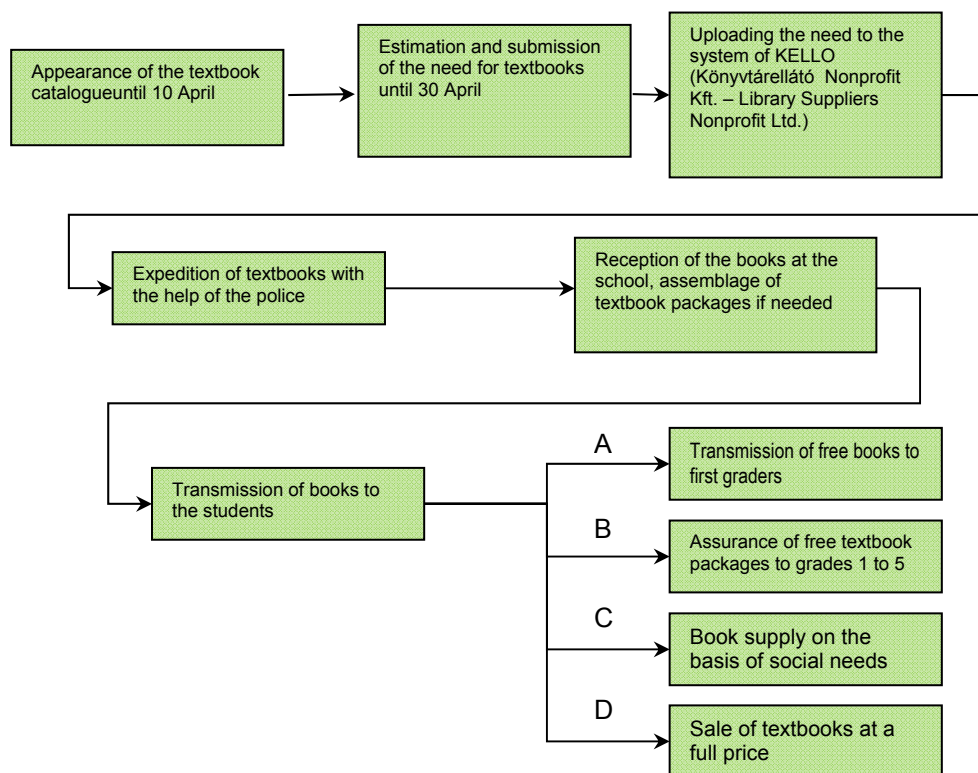 Appearance of the textbook
catalogueuntil 10 April
Estimation and submission
of the need for textbooks
until 30 April
Uploading the need to the
system of KELLO
(Könyvtárellátó Nonprofit
Kft. – Library Suppliers
Nonprofit Ltd.)
Expedition of textbooks with
the help of the police
Reception of the books at the
school, assemblage of
textbook packages if needed
Transmission of books to
the students
A
Transmission of free books to
first graders
B
Assurance of free textbook
packages to grades 1 to 5
C
Book supply on the
basis of social needs
D
Sale of textbooks at a
full price